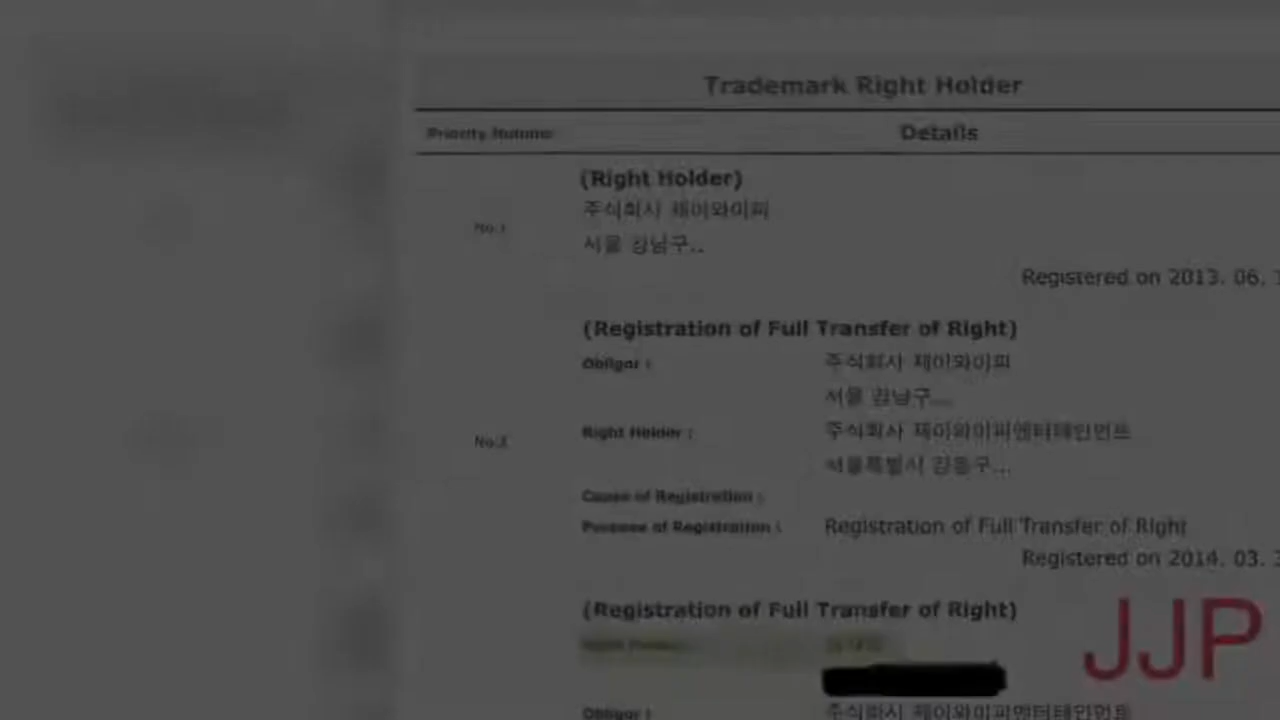 Trademark Right Holder
Priority Number Details
(Right Holder)
No.1 주식회사 제이와이피
서울 강남구..
Registered on 2013. 06.
(Registration of Full Transfer of Right)
Obligor : 주식회사 제이와이피
서울 강남구...
Right Holder : 주식회사 제이와이피엔터테인먼트
No.2 서울특별시 강동구...
Cause of Registration :
Purpose of Registration : Registration of Full Transfer of Right
Registered on 2014. 03.
(Registration of Full Transfer of Right)
JJP
Obligor : 주식회사 제이와이피엔터테인먼트